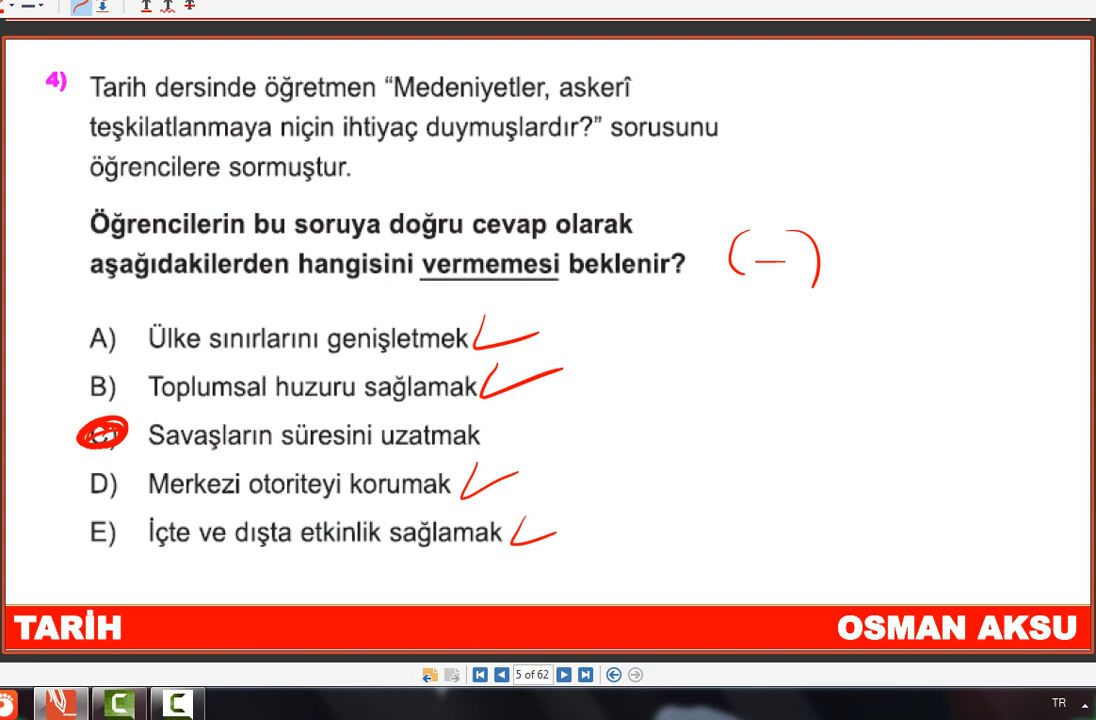 4)
Tarih dersinde öğretmen “Medeniyetler, askerî
teşkilatlanmaya niçin ihtiyaç duymuşlardır?” sorusunu
öğrencilere sormuştur.
Öğrencilerin bu soruya doğru cevap olarak
aşağıdakilerden hangisini vermemesi beklenir?
(–)
A) Ülke sınırlarını genişletmek
B) Toplumsal huzuru sağlamak
C) Savaşların süresini uzatmak
D) Merkezi otoriteyi korumak
E) İçte ve dışta etkinlik sağlamak
TARİH
OSMAN AKSU
5 of 62
TR